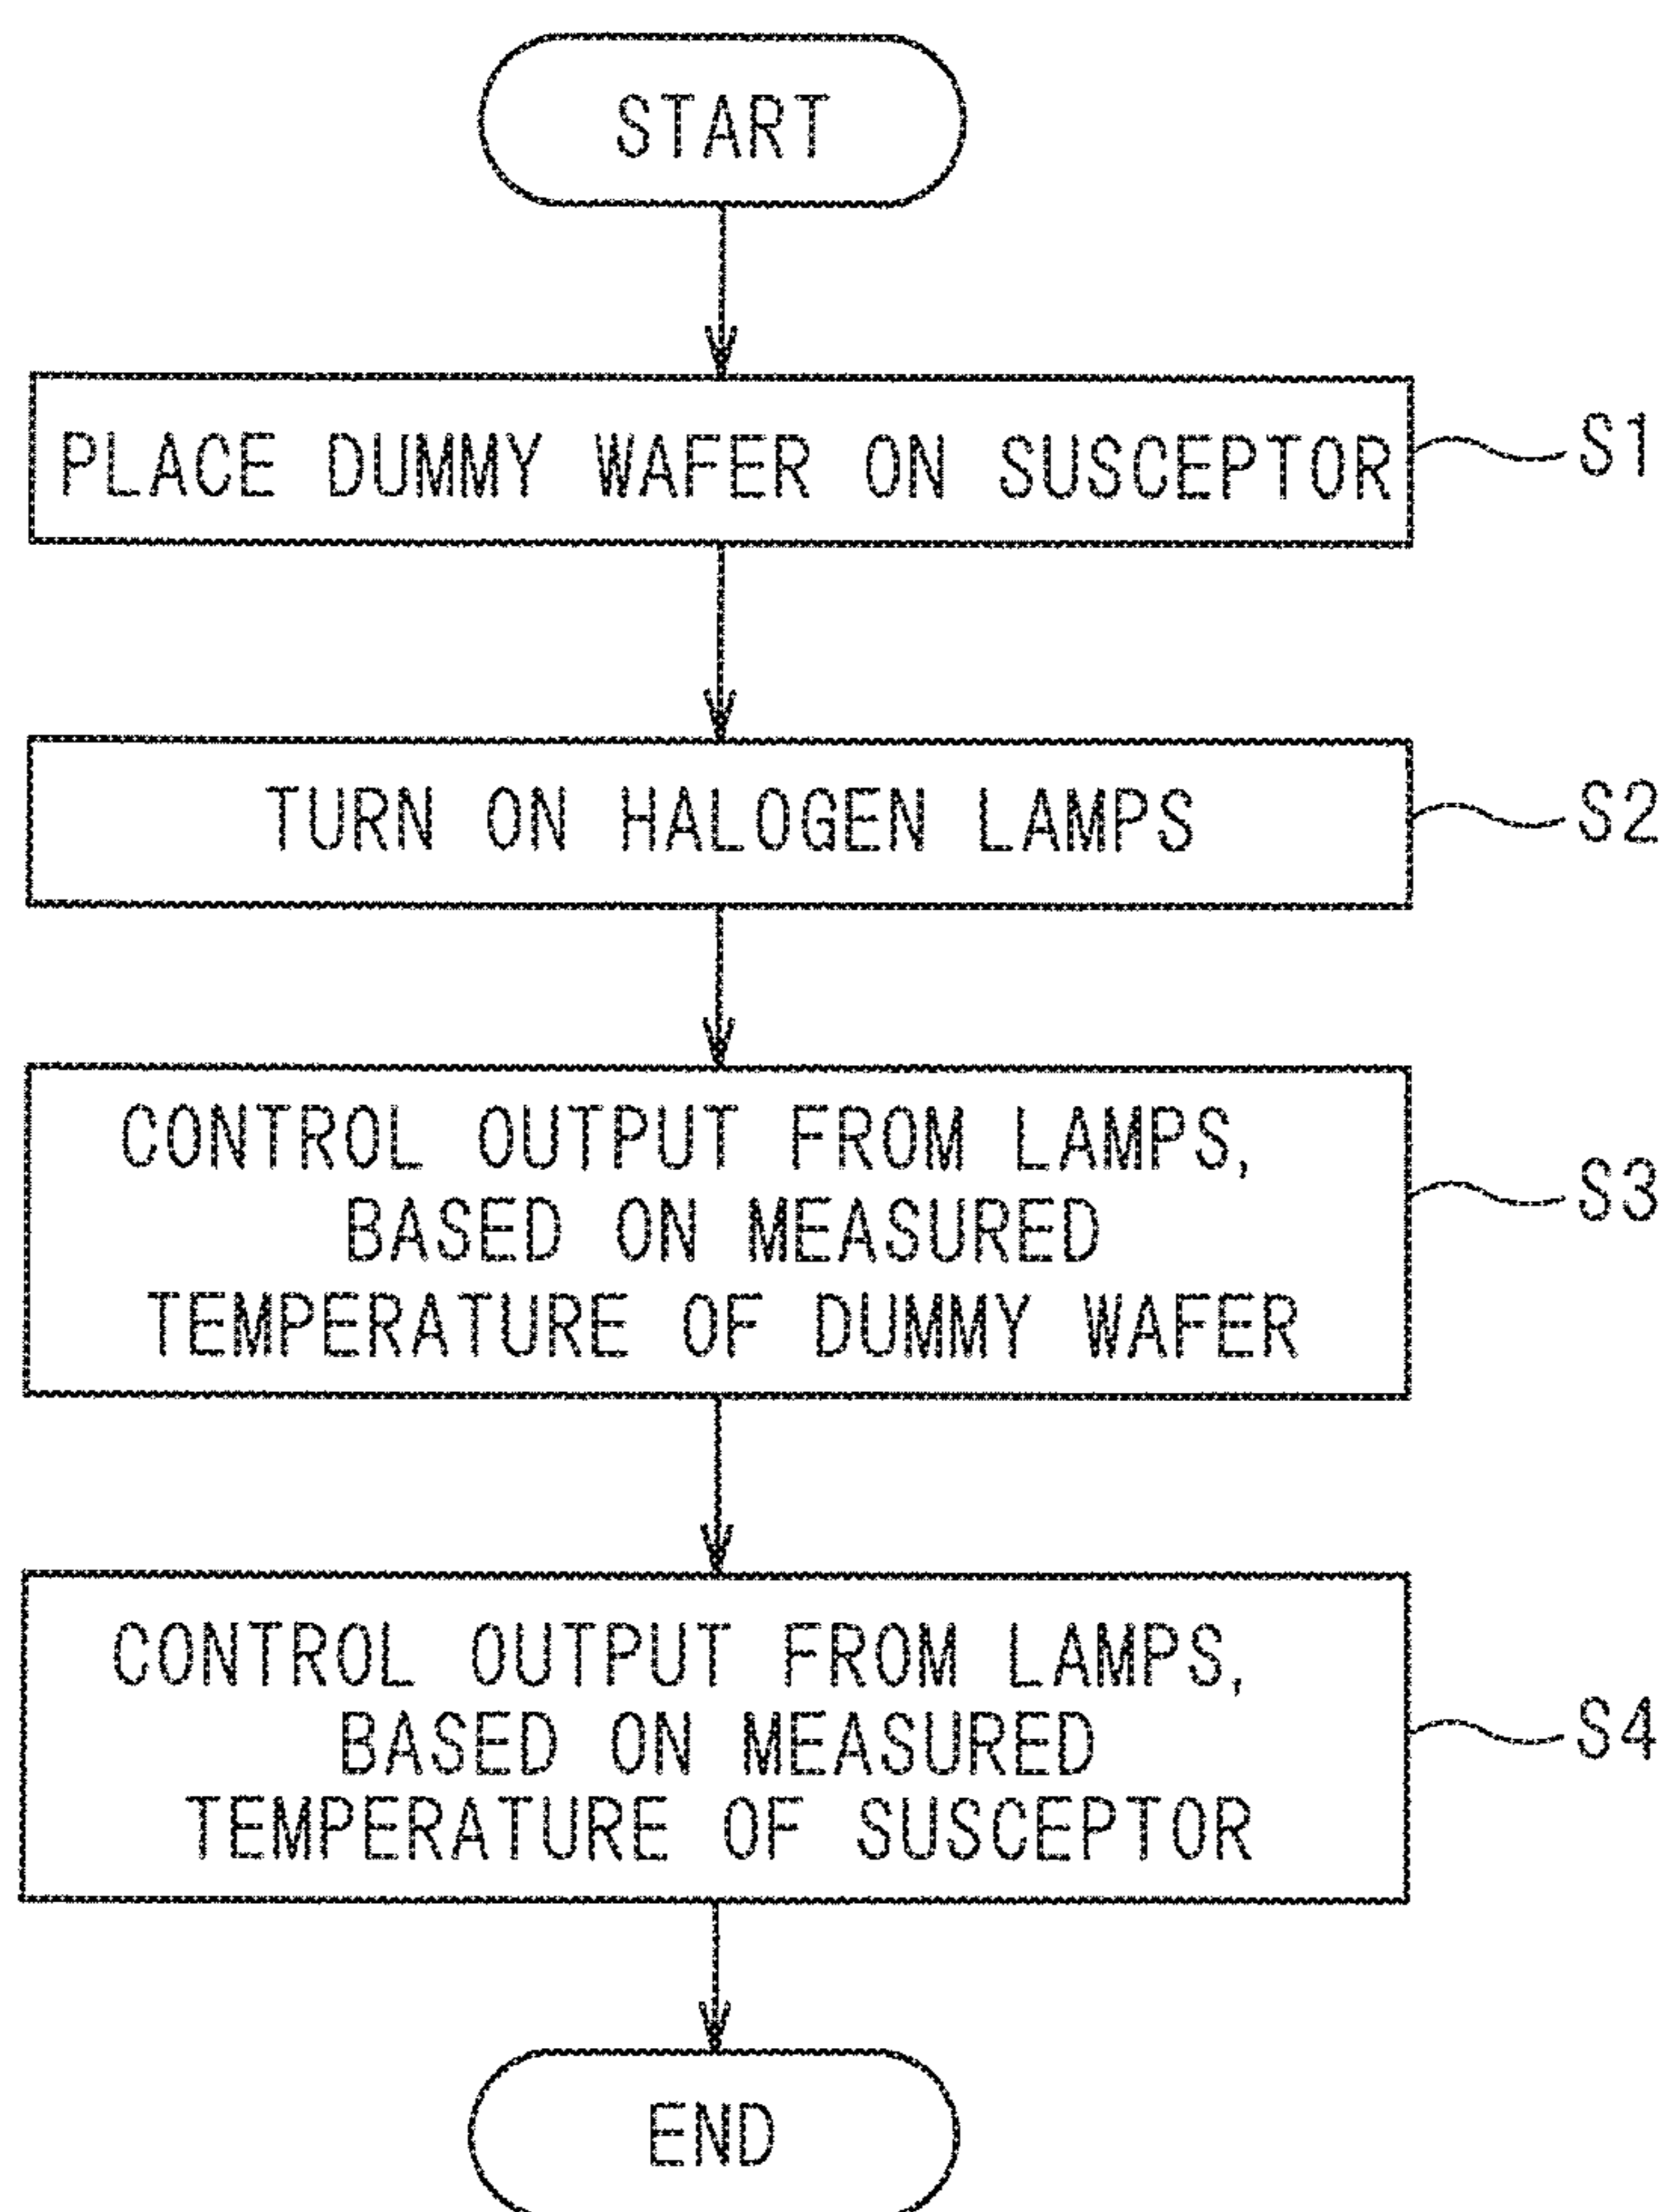 START
PLACE DUMMY WAFER ON SUSCEPTOR
S1
TURN ON HALOGEN LAMPS
S2
CONTROL OUTPUT FROM LAMPS,
BASED ON MEASURED
TEMPERATURE OF DUMMY WAFER
S3
CONTROL OUTPUT FROM LAMPS,
BASED ON MEASURED
TEMPERATURE OF SUSCEPTOR
S4
END